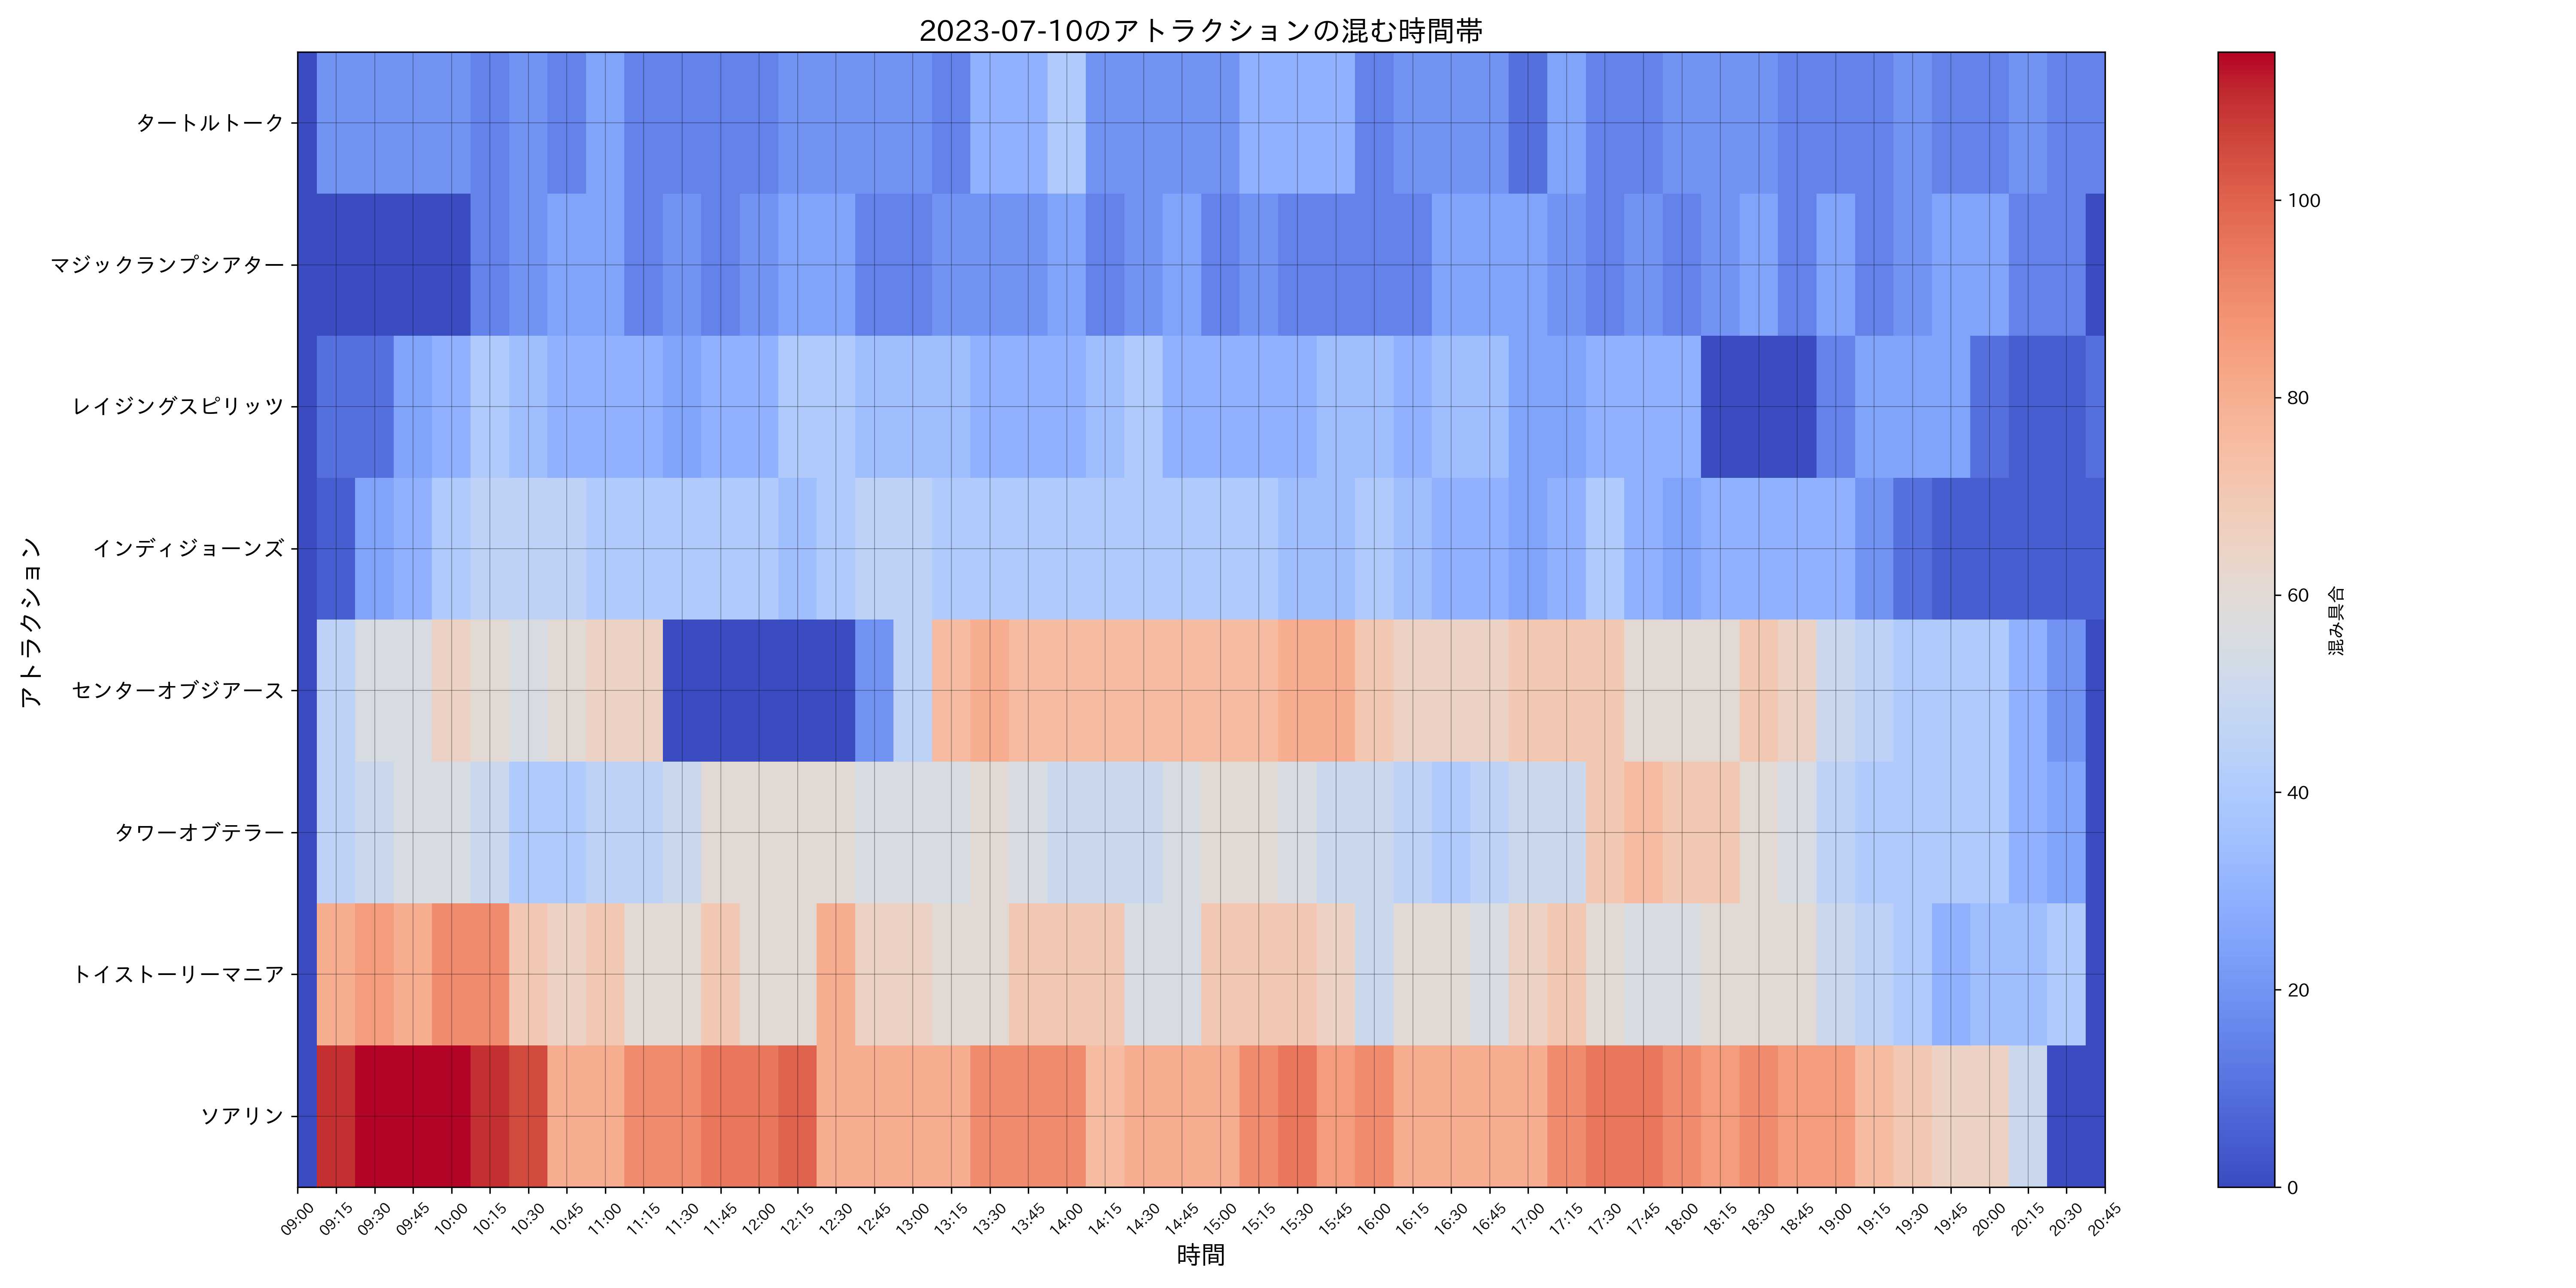 2023-07-10のアトラクションの混む時間帯
アトラクション
タートルトーク
マジックランプシアター
レイジングスピリッツ
インディジョーンズ
センターオブジアース
タワーオブテラー
トイストーリーマニア
ソアリン
09:00 09:15 09:30 09:45 10:00 10:15 10:30 10:45 11:00 11:15 11:30 11:45 12:00 12:15 12:30 12:45 13:00 13:15 13:30 13:45 14:00 14:15 14:30 14:45 15:00 15:15 15:30 15:45 16:00 16:15 16:30 16:45 17:00 17:15 17:30 17:45 18:00 18:15 18:30 18:45 19:00 19:15 19:30 19:45 20:00 20:15 20:30 20:45
時間
100
80
60
40
20
0
混み具合